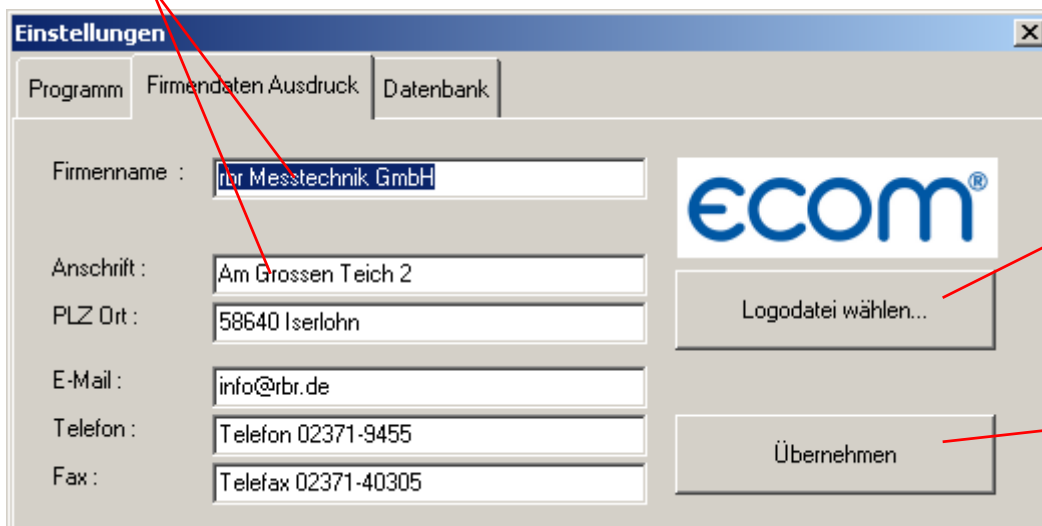 Einstellungen
Programm Firmendaten Ausdruck Datenbank
Firmenname : rbr Messtechnik GmbH
ecom®
Anschrift : Am Grossen Teich 2
PLZ Ort : 58640 Iserlohn
Logodatei wählen...
E-Mail : info@rbr.de
Telefon : Telefon 02371-9455
Übernehmen
Fax : Telefax 02371-40305